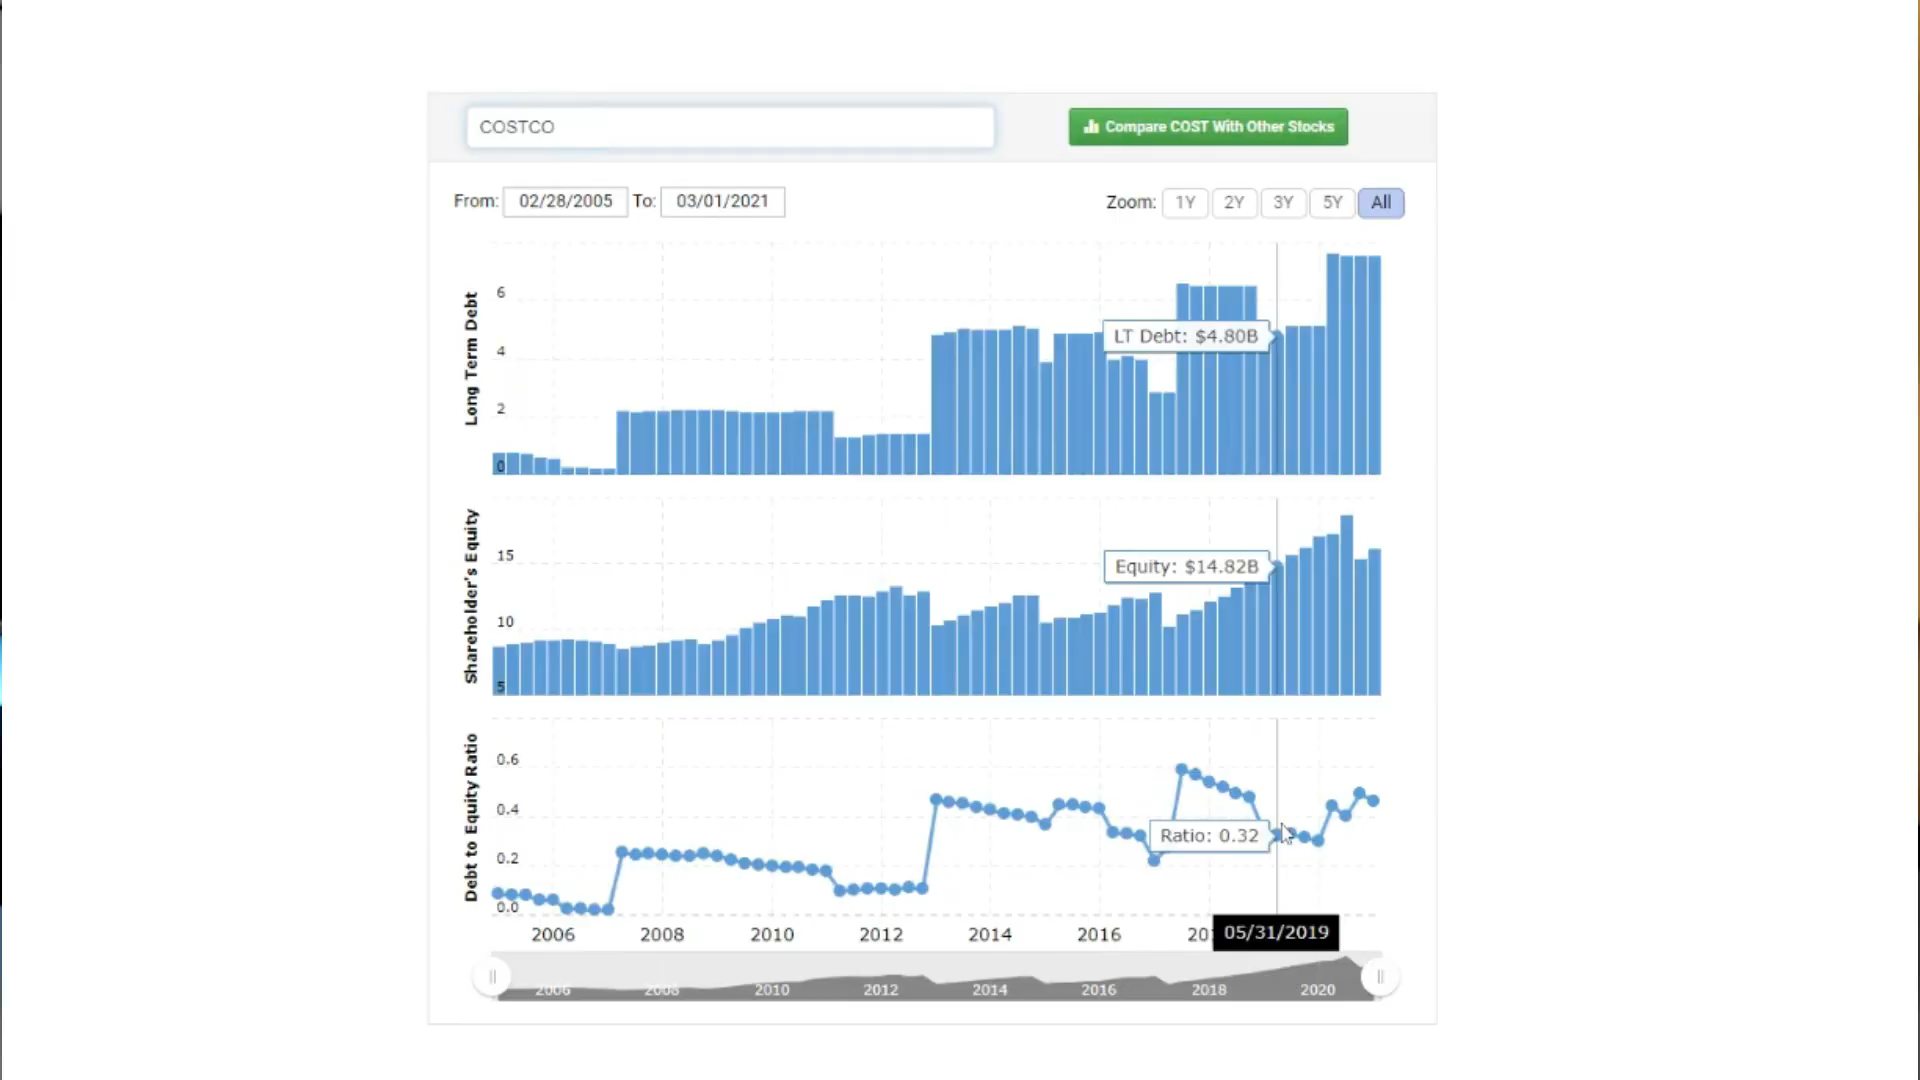 COSTCO
Compare COST With Other Stocks
From: 02/28/2005 To: 03/01/2021
Zoom: 1Y 2Y 3Y 5Y All
Long Term Debt
6
4
2
0
LT Debt: $4.80B
Shareholder's Equity
15
10
5
Equity: $14.82B
Debt to Equity Ratio
0.6
0.4
0.2
0.0
Ratio: 0.32
2006 2008 2010 2012 2014 2016 20
05/31/2019
2006 2008 2010 2012 2014 2016 2018 2020